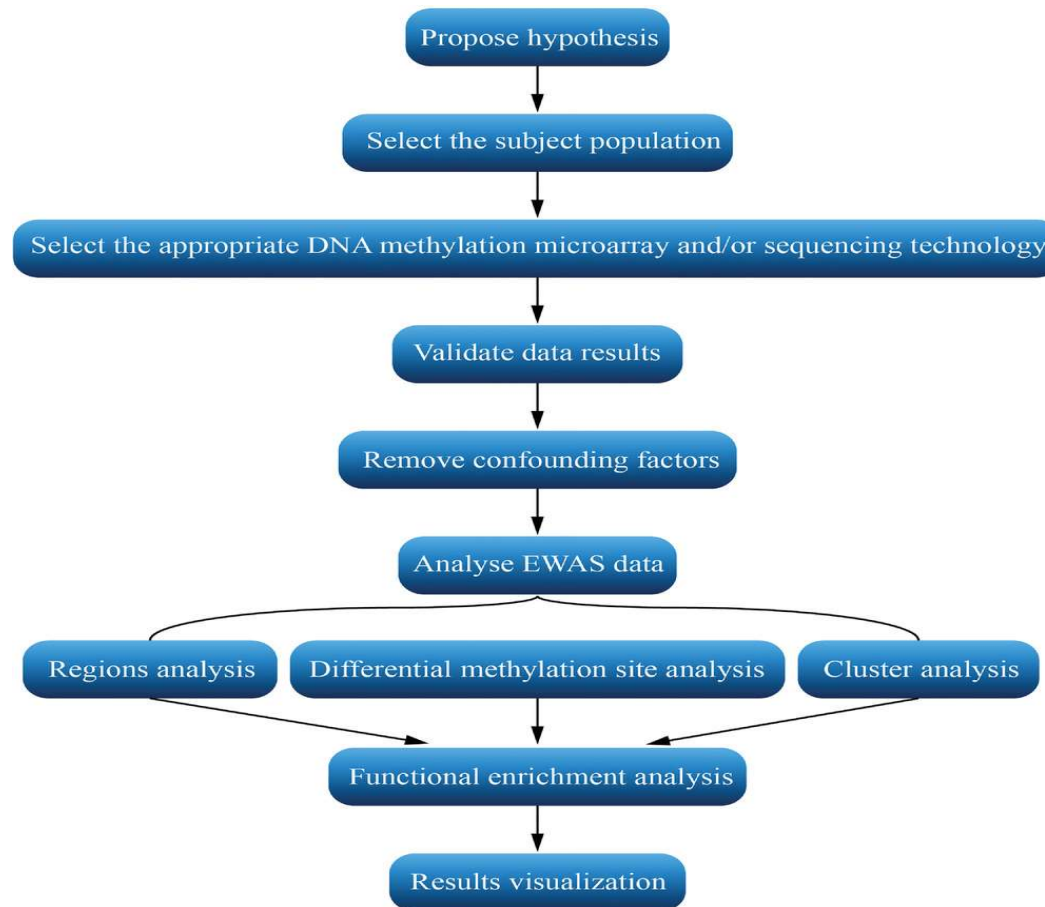 Propose hypothesis
Select the subject population
Select the appropriate DNA methylation microarray and/or sequencing technology
Validate data results
Remove confounding factors
Analyse EWAS data
Regions analysis
Differential methylation site analysis
Cluster analysis
Functional enrichment analysis
Results visualization